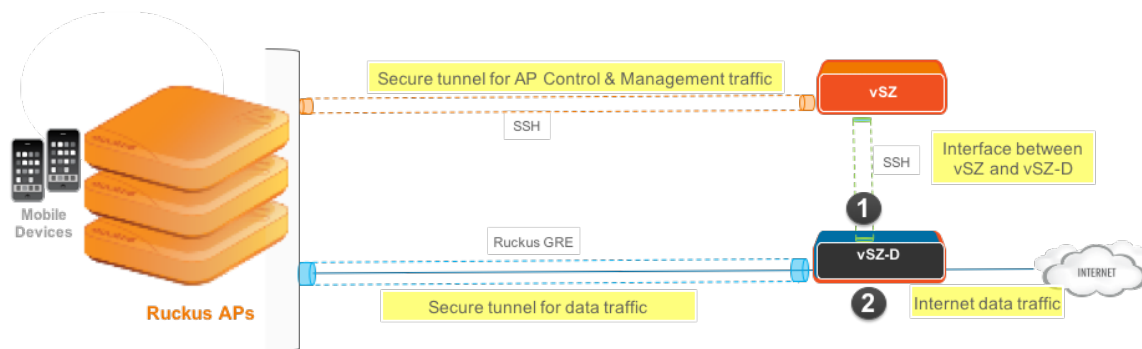 Secure tunnel for AP Control & Management traffic
vSZ
SSH
SSH
Interface between
vSZ and vSZ-D
Mobile
Devices
1
Ruckus GRE
vSZ-D
INTERNET
Ruckus APs
Secure tunnel for data traffic
2
Internet data traffic